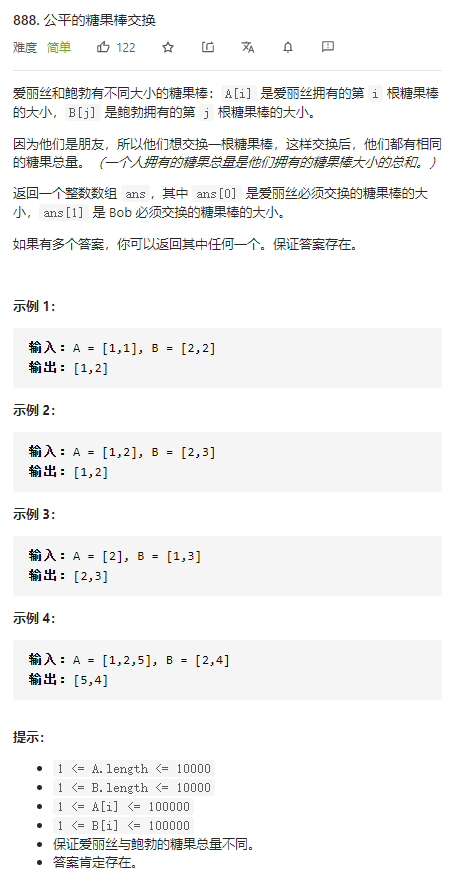 888. 公平的糖果棒交换
难度 简单 122
爱丽丝和鲍勃有不同大小的糖果棒：A[i] 是爱丽丝拥有的第 i 根糖果棒
的大小，B[j] 是鲍勃拥有的第 j 根糖果棒的大小。
因为他们是朋友，所以他们想交换一根糖果棒，这样交换后，他们都有相同
的糖果总量。（一个人拥有的糖果总量是他们拥有的糖果棒大小的总和。）
返回一个整数数组 ans，其中 ans[0] 是爱丽丝必须交换的糖果棒的大
小，ans[1] 是 Bob 必须交换的糖果棒的大小。
如果有多个答案，你可以返回其中任何一个。保证答案存在。
示例 1：
输入：A = [1,1], B = [2,2]
输出：[1,2]
示例 2：
输入：A = [1,2], B = [2,3]
输出：[1,2]
示例 3：
输入：A = [2], B = [1,3]
输出：[2,3]
示例 4：
输入：A = [1,2,5], B = [2,4]
输出：[5,4]
提示：
1 <= A.length <= 10000
1 <= B.length <= 10000
1 <= A[i] <= 100000
1 <= B[i] <= 100000
保证爱丽丝与鲍勃的糖果总量不同。
答案肯定存在。